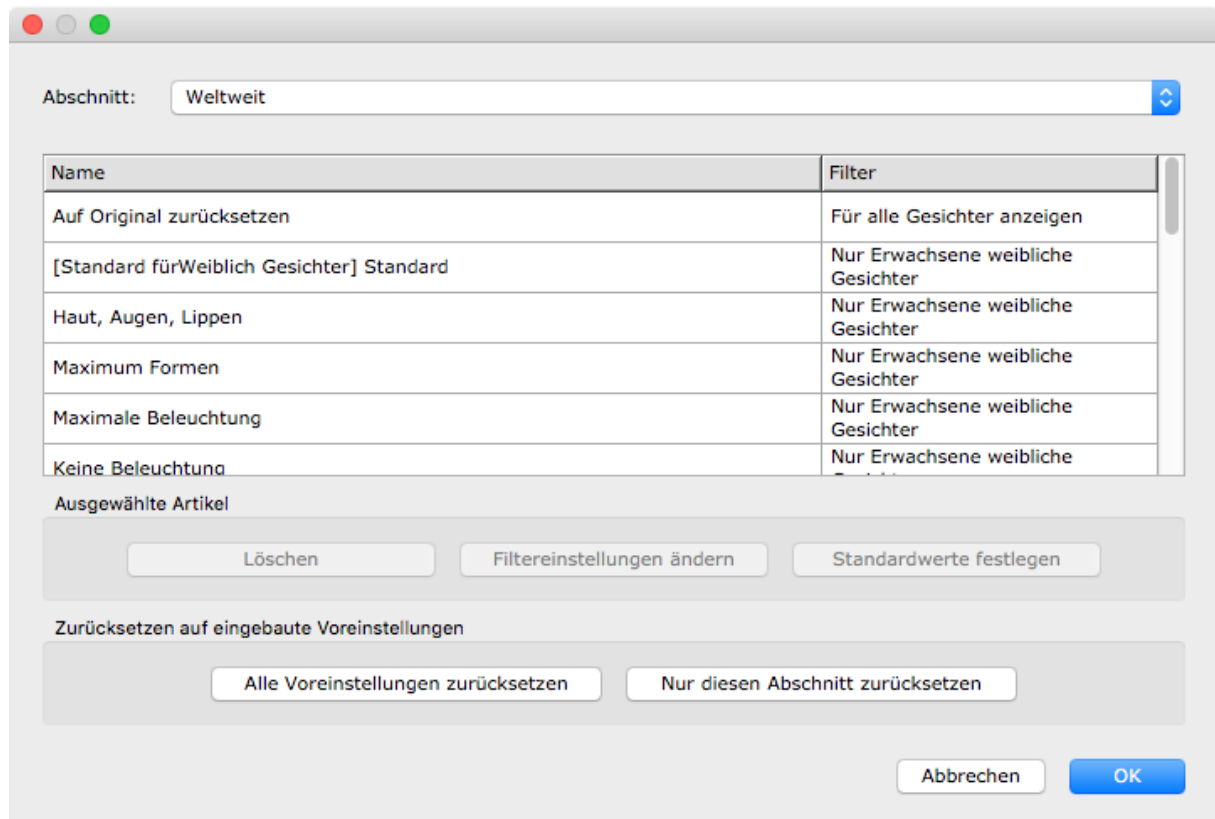 Abschnitt: Weltweit
Name Filter
Auf Original zurücksetzen Für alle Gesichter anzeigen
[Standard fürWeiblich Gesichter] Standard Nur Erwachsene weibliche
Gesichter
Haut, Augen, Lippen Nur Erwachsene weibliche
Gesichter
Maximum Formen Nur Erwachsene weibliche
Gesichter
Maximale Beleuchtung Nur Erwachsene weibliche
Gesichter
Keine Beleuchtung Nur Erwachsene weibliche
Ausgewählte Artikel
Löschen Filtereinstellungen ändern Standardwerte festlegen
Zurücksetzen auf eingebaute Voreinstellungen
Alle Voreinstellungen zurücksetzen Nur diesen Abschnitt zurücksetzen
Abbrechen OK